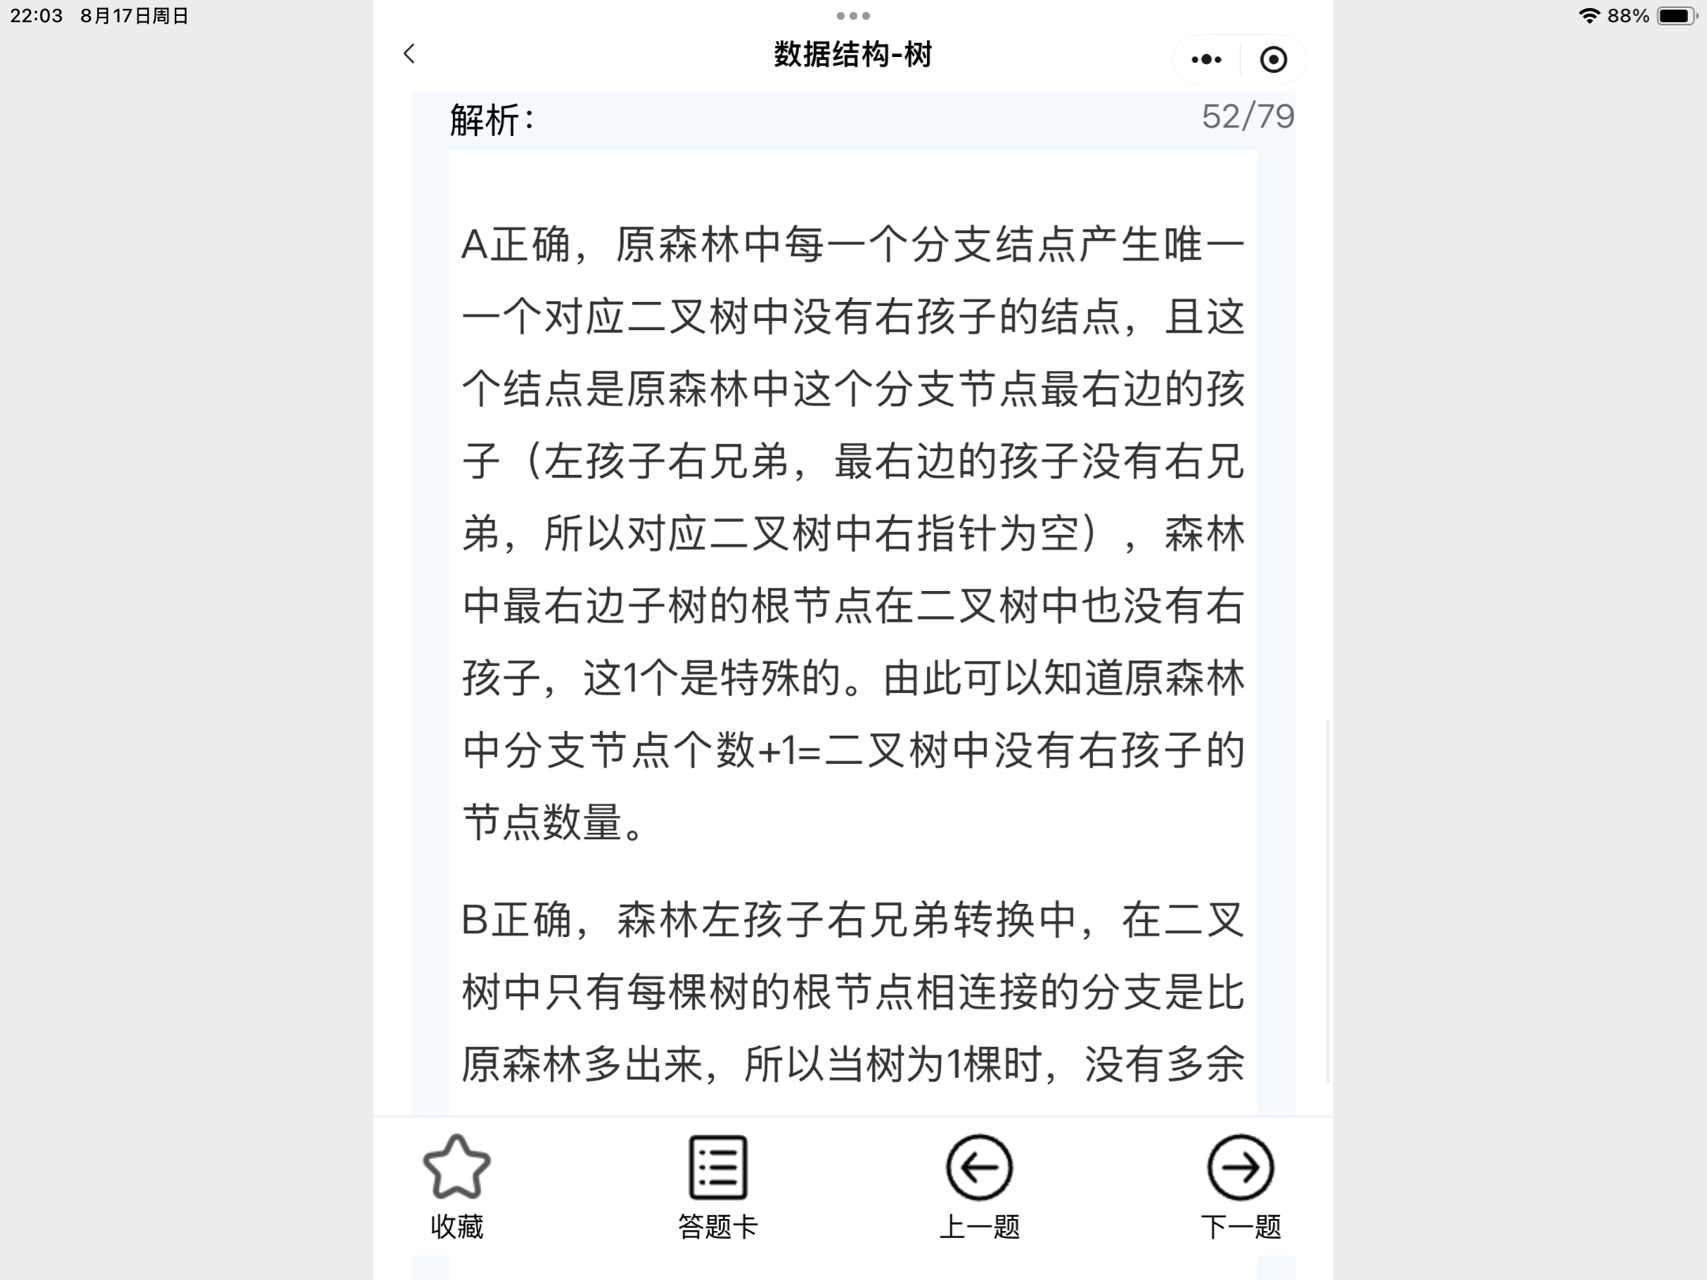 22:03 8月17日周日
88%
数据结构-树
解析：
52/79
A正确，原森林中每一个分支结点产生唯一
一个对应二叉树中没有右孩子的结点，且这
个结点是原森林中这个分支节点最右边的孩
子（左孩子右兄弟，最右边的孩子没有右兄
弟，所以对应二叉树中右指针为空），森林
中最右边子树的根节点在二叉树中也没有右
孩子，这1个是特殊的。由此可以知道原森林
中分支节点个数+1=二叉树中没有右孩子的
节点数量。
B正确，森林左孩子右兄弟转换中，在二叉
树中只有每棵树的根节点相连接的分支是比
原森林多出来，所以当树为1棵时，没有多余
收藏
答题卡
上一题
下一题